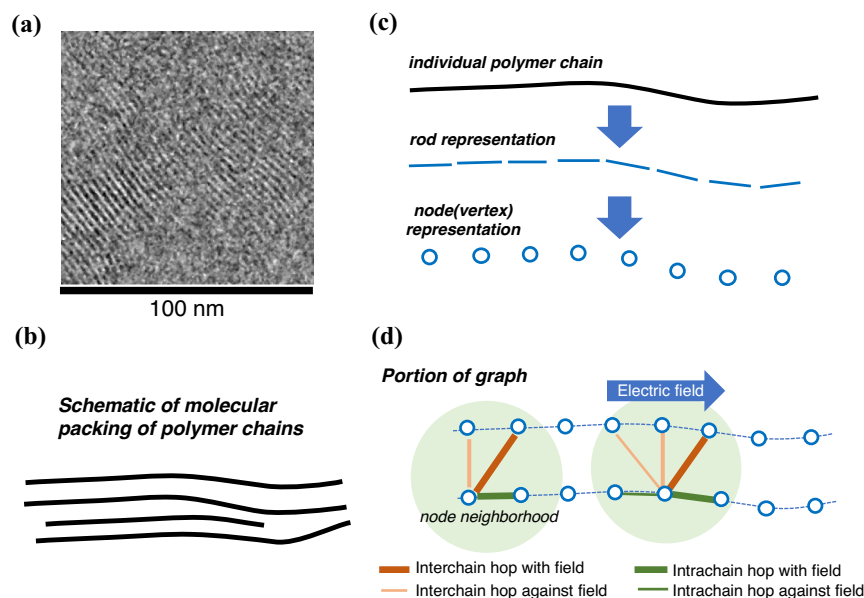 (a)
100 nm
(b)
Schematic of molecular
packing of polymer chains
(c)
individual polymer chain
rod representation
node(vertex)
representation
(d)
Portion of graph
Electric field
node neighborhood
Interchain hop with field
Interchain hop against field
Intrachain hop with field
Intrachain hop against field